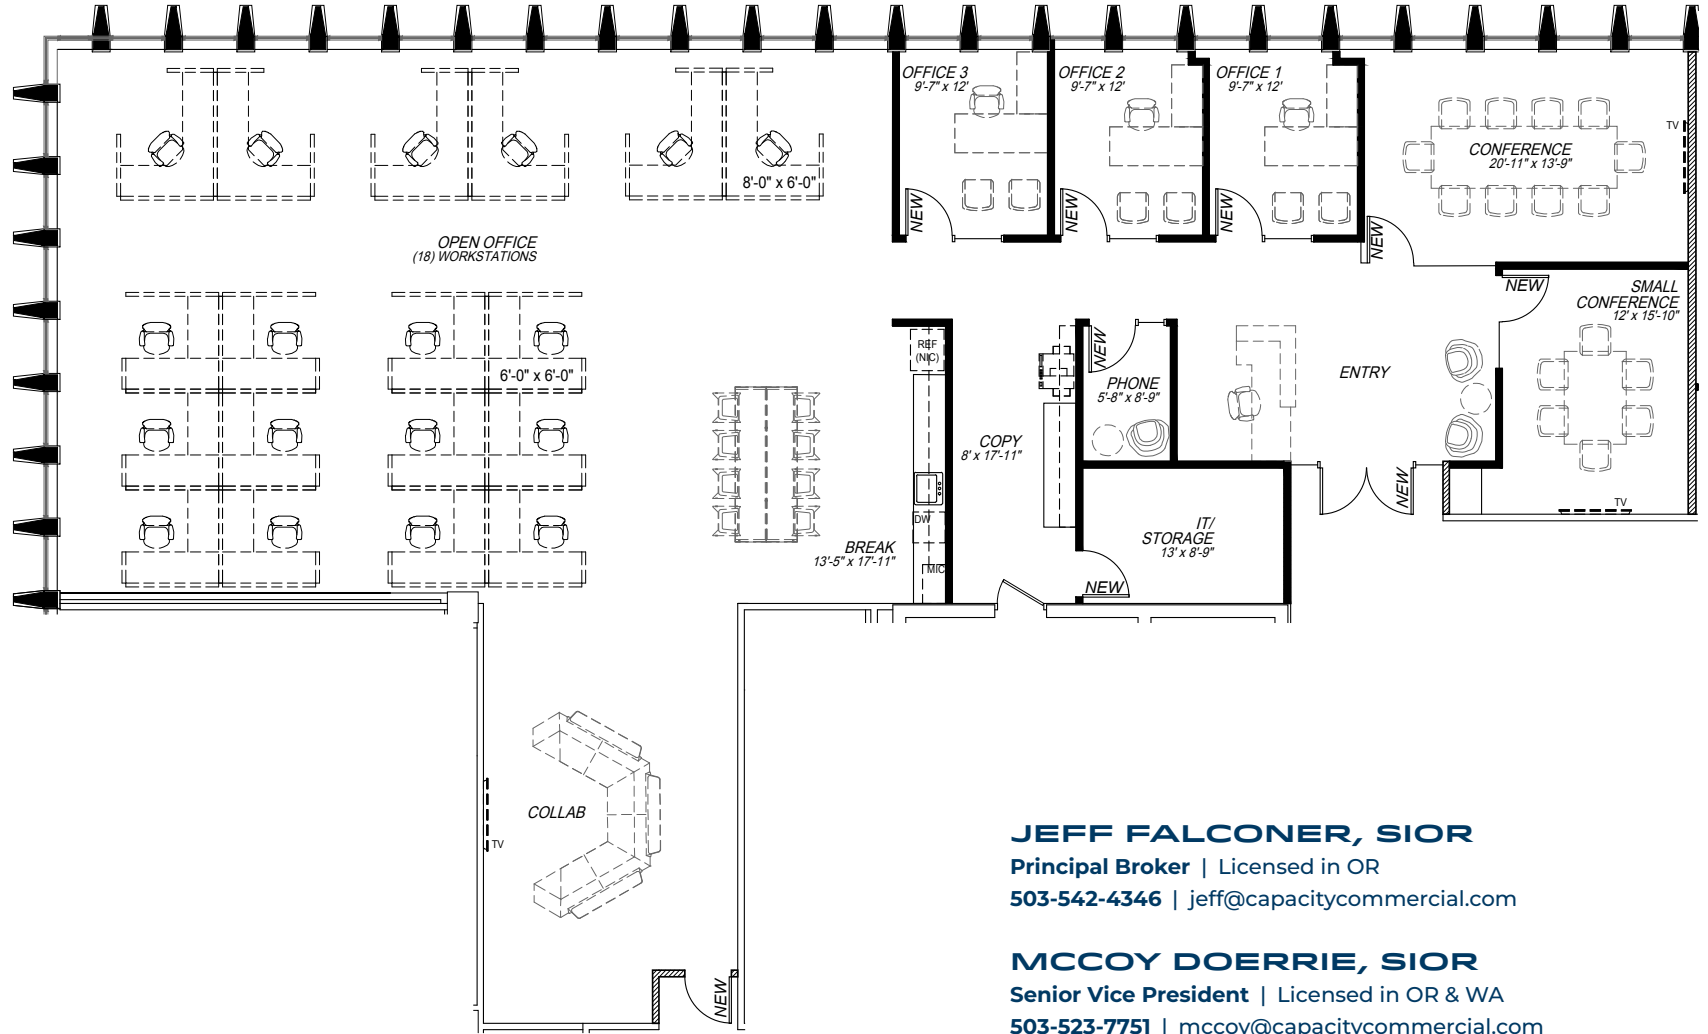 OFFICE 3
9'-7" x 12'
OFFICE 2
9'-7" x 12'
OFFICE 1
9'-7" x 12'
TV
CONFERENCE
20'-11" x 13'-9"
8'-0" x 6'-0"
NEW
NEW
NEW
NEW
OPEN OFFICE
(18) WORKSTATIONS
NEW
SMALL
CONFERENCE
12' x 15'-10"
REF
(NIC)
NEW
6'-0" x 6'-0"
PHONE
5'-8" x 8'-9"
ENTRY
COPY
8' x 17'-11"
NEW
TV
DW
IT/
STORAGE
13' x 8'-9"
BREAK
13'-5" x 17'-11"
MIC
NEW
COLLAB
TV
NEW
JEFF FALCONER, SIOR
Principal Broker | Licensed in OR
503-542-4346 | jeff@capacitycommercial.com
MCCOY DOERRIE, SIOR
Senior Vice President | Licensed in OR & WA
503-523-7751 | mccoy@capacitycommercial.com